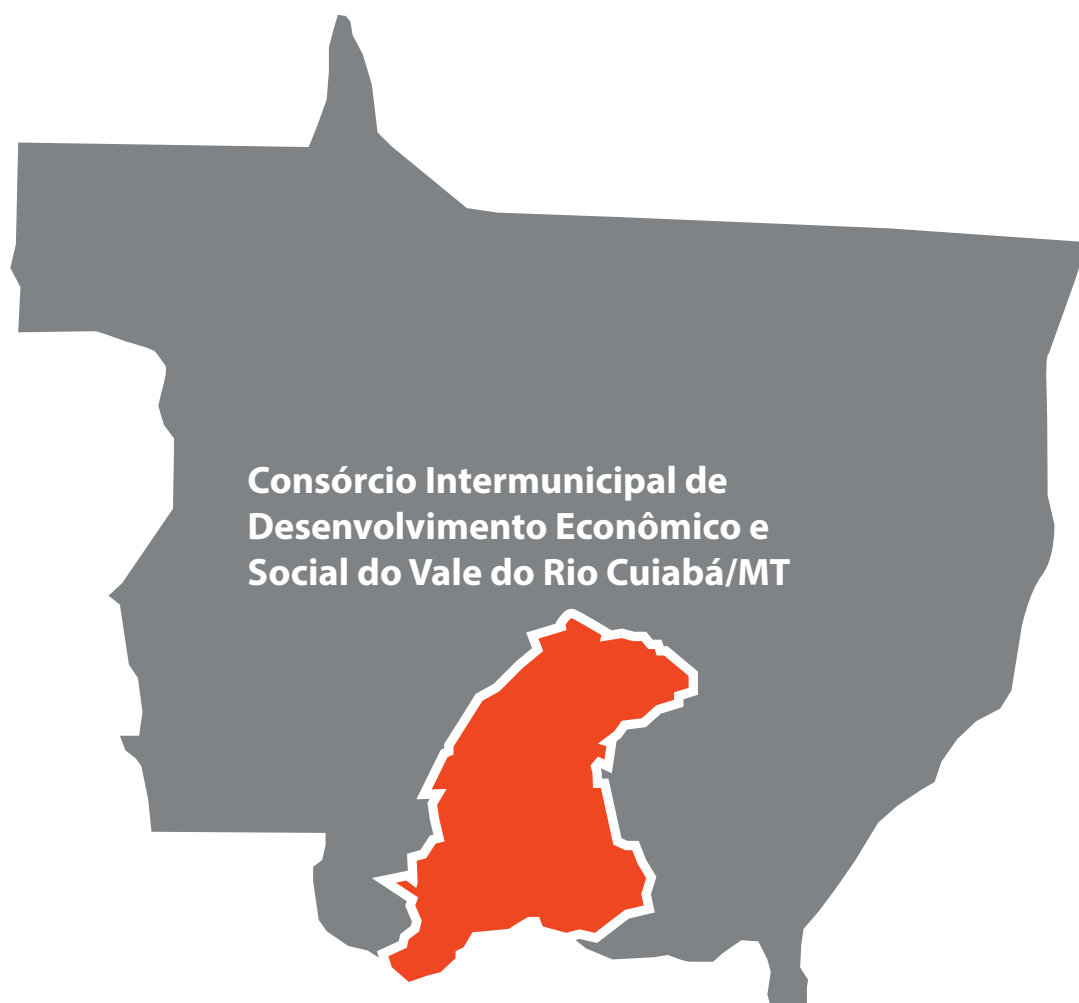 Consórcio Intermunicipal de
Desenvolvimento Econômico e
Social do Vale do Rio Cuiabá/MT